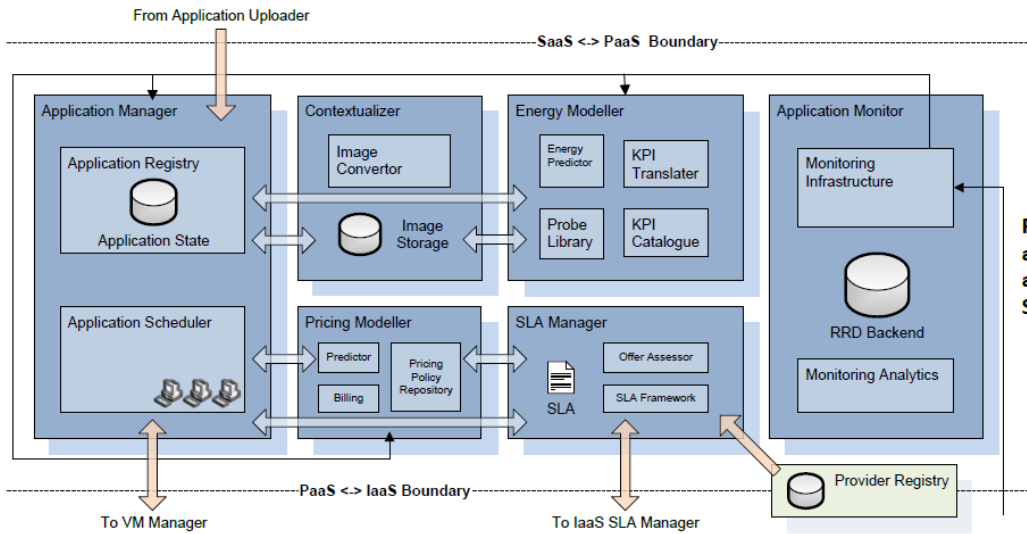 From Application Uploader
SaaS <-> PaaS Boundary
Application Manager
Application Registry
Application State
Application Scheduler
Contextualizer
Image
Convertor
Image
Storage
Energy Modeller
Energy
Predictor
KPI
Translater
Probe
Library
KPI
Catalogue
Application Monitor
Monitoring
Infrastructure
RRD Backend
Monitoring Analytics
Pricing Modeller
Predictor
Billing
Pricing
Policy
Repository
SLA Manager
SLA
Offer Assessor
SLA Framework
Provider Registry
PaaS <-> IaaS Boundary
To VM Manager
To IaaS SLA Manager